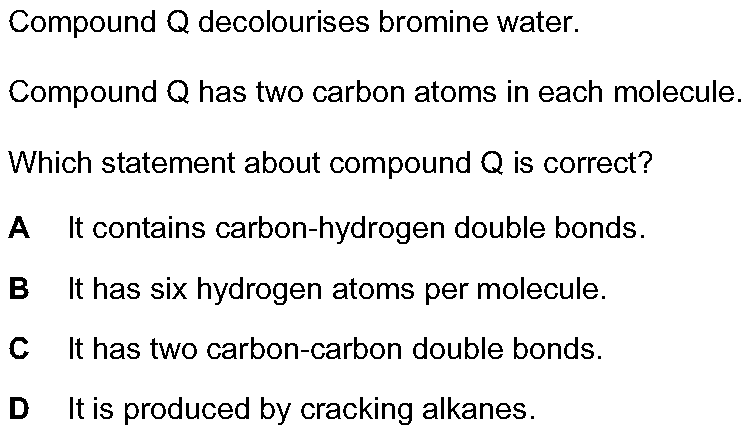 Compound Q decolourises bromine water.
Compound Q has two carbon atoms in each molecule.
Which statement about compound Q is correct?
A It contains carbon-hydrogen double bonds.
B It has six hydrogen atoms per molecule.
C It has two carbon-carbon double bonds.
D It is produced by cracking alkanes.